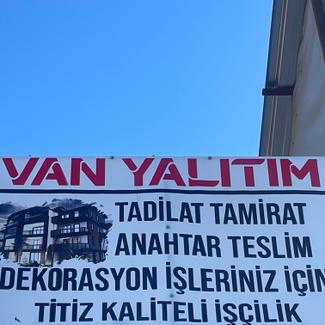 VAN YALITIM
TADİLAT TAMİRAT
ANAHTAR TESLİM
DEKORASYON İŞLERİNİZ İÇİN
TİTİZ KALİTELİ İŞÇİLİK